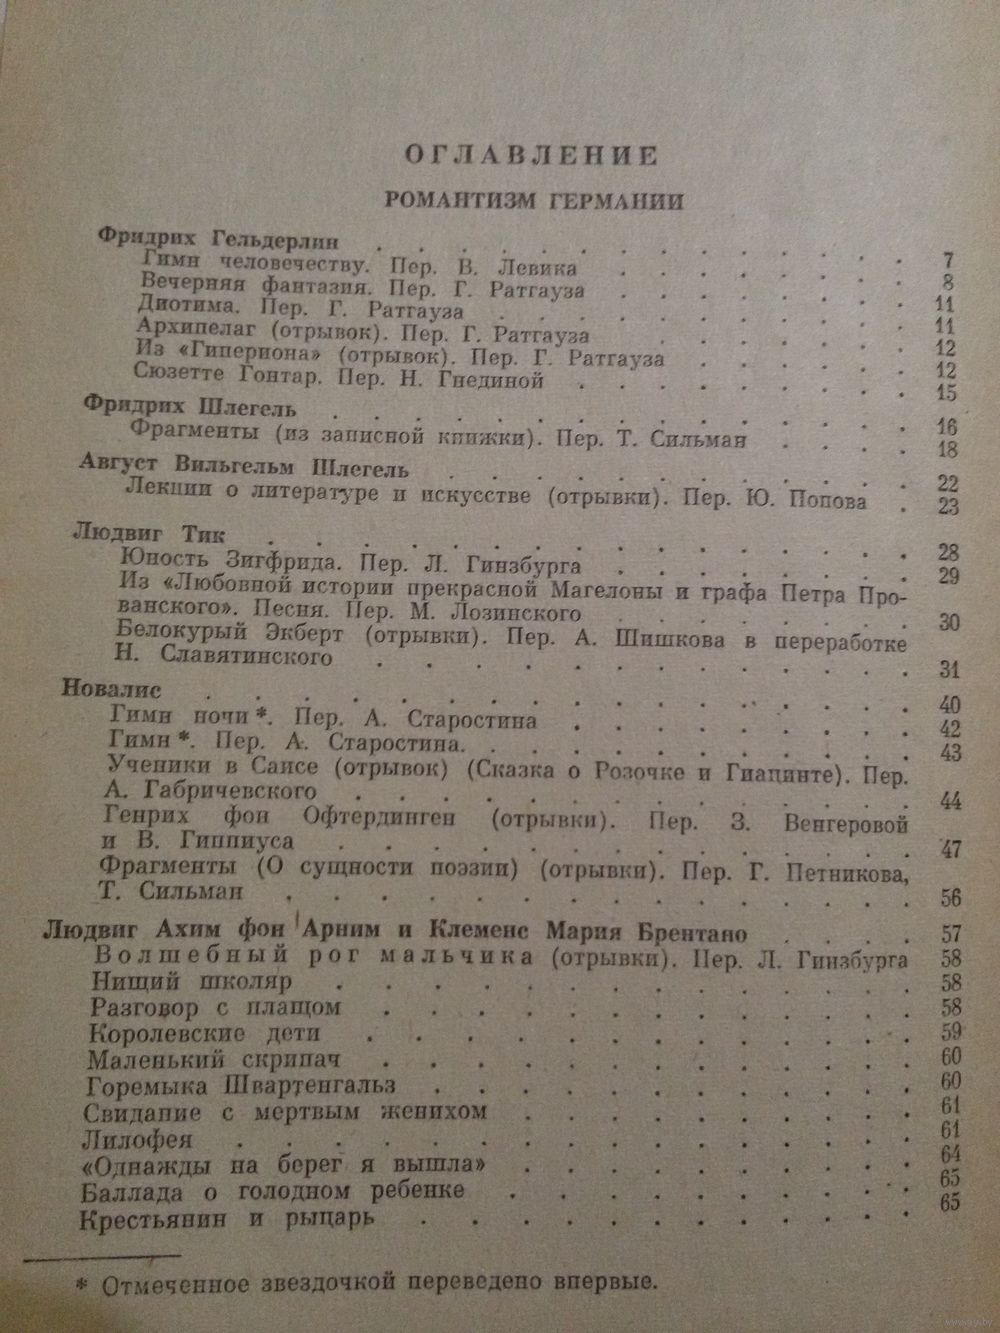 ОГЛАВЛЕНИЕ
РОМАНТИЗМ ГЕРМАНИИ
Фридрих Гельдерлин . . . . . . . . . . . . . 7
Гимн человечеству. Пер. В. Левика . . . . . . . 8
Вечерняя фантазия. Пер. Г. Ратгауза . . . . . . . 11
Диотима. Пер. Г. Ратгауза . . . . . . . . . . 11
Архипелаг (отрывок). Пер. Г. Ратгауза . . . . . . 12
Из «Гипериона» (отрывок). Пер. Г. Ратгауза . . . . . 12
Сюзетте Гонтар. Пер. Н. Гнединой . . . . . . . . 15
Фридрих Шлегель . . . . . . . . . . . . . . 16
Фрагменты (из записной книжки). Пер. Т. Сильман . . . 18
Август Вильгельм Шлегель . . . . . . . . . . . 22
Лекции о литературе и искусстве (отрывки). Пер. Ю. Попова . 23
Людвиг Тик . . . . . . . . . . . . . . . 28
Юность Зигфрида. Пер. Л. Гинзбурга . . . . . . . 29
Из «Любовной истории прекрасной Магелоны и графа Петра Про-
ванского». Песня. Пер. М. Лозинского . . . . . . . 30
Белокурый Экберт (отрывки). Пер. А. Шишкова в переработке
Н. Славятинского . . . . . . . . . . . . 31
Новалис . . . . . . . . . . . . . . . 40
Гимн ночи *. Пер. А. Старостина . . . . . . . . 42
Гимн *. Пер. А. Старостина. . . . . . . . . . . 43
Ученики в Саисе (отрывок) (Сказка о Розочке и Гиацинте). Пер.
А. Габричевского . . . . . . . . . . . . . 44
Генрих фон Офтердинген (отрывки). Пер. З. Венгеровой
и В. Гиппиуса . . . . . . . . . . . . . . 47
Фрагменты (О сущности поэзии) (отрывки). Пер. Г. Петникова,
Т. Сильман . . . . . . . . . . . . . . . 56
Людвиг Ахим фон Арним и Клеменс Мария Брентано . . . . 57
Волшебный рог мальчика (отрывки). Пер. Л. Гинзбурга 58
Нищий школяр . . . . . . . . . . . . . 58
Разговор с плащом . . . . . . . . . . . . 58
Королевские дети . . . . . . . . . . . . 59
Маленький скрипач . . . . . . . . . . . . 60
Горемыка Швартенгальз . . . . . . . . . . . 60
Свидание с мертвым женихом . . . . . . . . . 61
Лилофея . . . . . . . . . . . . . . . 61
«Однажды на берег я вышла» . . . . . . . . . 64
Баллада о голодном ребенке . . . . . . . . . . 65
Крестьянин и рыцарь . . . . . . . . . . . . 65
* Отмеченное звездочкой переведено впервые.